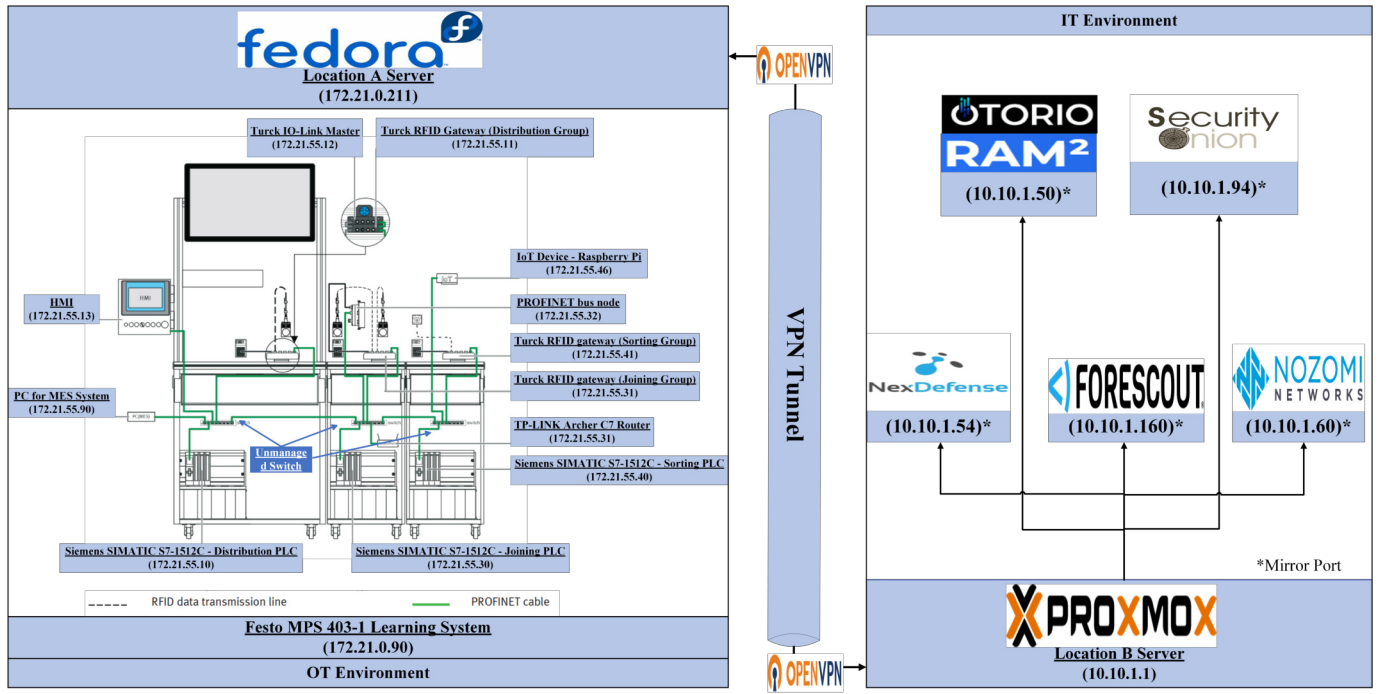 fedora
Location A Server
(172.21.0.211)
Turck IO-Link Master
(172.21.55.12)
Turck RFID Gateway (Distribution Group)
(172.21.55.11)
IoT Device - Raspberry Pi
(172.21.55.46)
IoT
HMI
(172.21.55.13)
HMI
PROFINET bus node
(172.21.55.32)
Turck RFID gateway (Sorting Group)
(172.21.55.41)
Turck RFID gateway (Joining Group)
(172.21.55.31)
PC for MES System
(172.21.55.90)
PC(MES)
TP-LINK Archer C7 Router
(172.21.55.31)
Unmanage
d Switch
Siemens SIMATIC S7-1512C - Sorting PLC
(172.21.55.40)
Siemens SIMATIC S7-1512C - Distribution PLC
(172.21.55.10)
Siemens SIMATIC S7-1512C - Joining PLC
(172.21.55.30)
RFID data transmission line
PROFINET cable
Festo MPS 403-1 Learning System
(172.21.0.90)
OT Environment
OPENVPN
VPN Tunnel
OPENVPN
IT Environment
OTORIO
RAM²
(10.10.1.50)*
Security
Onion
(10.10.1.94)*
NexDefense
(10.10.1.54)*
FORESCOUT.
(10.10.1.160)*
NOZOMI
NETWORKS
(10.10.1.60)*
*Mirror Port
PROXMOX
Location B Server
(10.10.1.1)